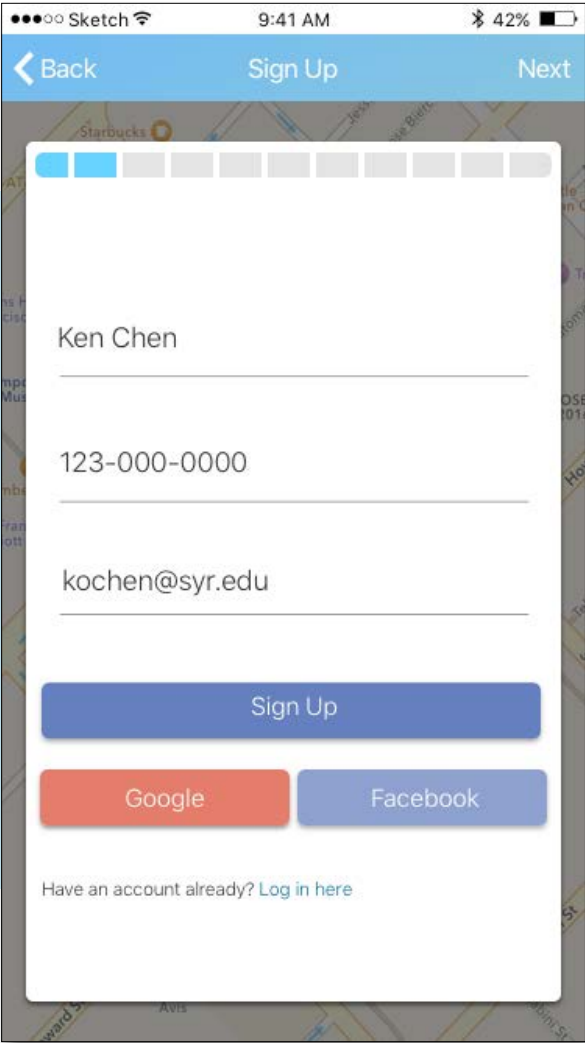 Sketch 9:41 AM 42%
Back Sign Up Next
Starbucks
Ken Chen
123-000-0000
kochen@syr.edu
Sign Up
Google Facebook
Have an account already? Log in here
Avis